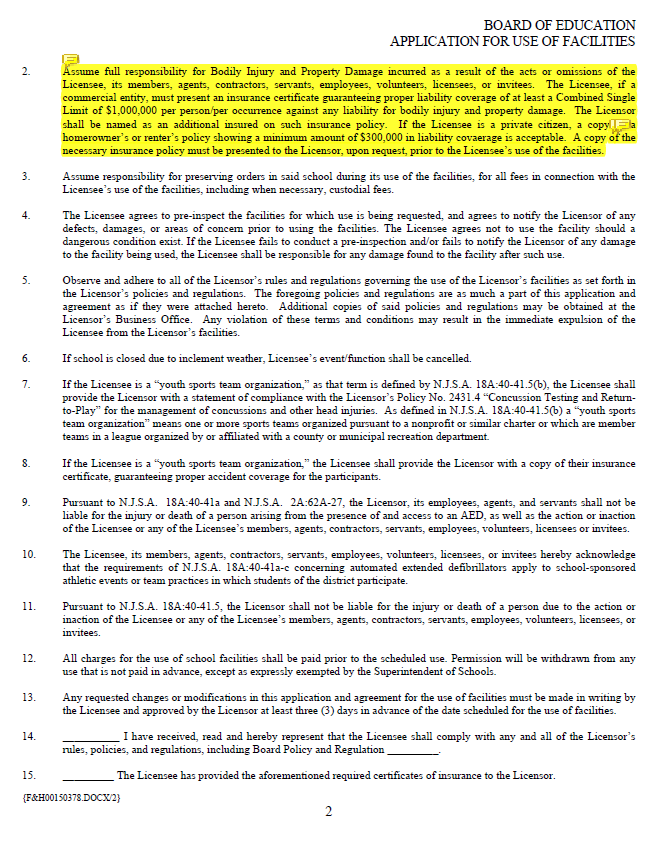 BOARD OF EDUCATION
APPLICATION FOR USE OF FACILITIES
2. Assume full responsibility for Bodily Injury and Property Damage incurred as a result of the acts or omissions of the
Licensee, its members, agents, contractors, servants, employees, volunteers, licensees, or invitees. The Licensee, if a
commercial entity, must present an insurance certificate guaranteeing proper liability coverage of at least a Combined Single
Limit of $1,000,000 per person/per occurrence against any liability for bodily injury and property damage. The Licensor
shall be named as an additional insured on such insurance policy. If the Licensee is a private citizen, a copy a
homeowner's or renter's policy showing a minimum amount of $300,000 in liability covaerage is acceptable. A copy of the
necessary insurance policy must be presented to the Licensor, upon request, prior to the Licensee's use of the facilities.
3. Assume responsibility for preserving orders in said school during its use of the facilities, for all fees in connection with the
Licensee's use of the facilities, including when necessary, custodial fees.
4. The Licensee agrees to pre-inspect the facilities for which use is being requested, and agrees to notify the Licensor of any
defects, damages, or areas of concern prior to using the facilities. The Licensee agrees not to use the facility should a
dangerous condition exist. If the Licensee fails to conduct a pre-inspection and/or fails to notify the Licensor of any damage
to the facility being used, the Licensee shall be responsible for any damage found to the facility after such use.
5. Observe and adhere to all of the Licensor's rules and regulations governing the use of the Licensor's facilities as set forth in
the Licensor's policies and regulations. The foregoing policies and regulations are as much a part of this application and
agreement as if they were attached hereto. Additional copies of said policies and regulations may be obtained at the
Licensor's Business Office. Any violation of these terms and conditions may result in the immediate expulsion of the
Licensee from the Licensor's facilities.
6. If school is closed due to inclement weather, Licensee's event/function shall be cancelled.
7. If the Licensee is a “youth sports team organization,” as that term is defined by N.J.S.A. 18A:40-41.5(b), the Licensee shall
provide the Licensor with a statement of compliance with the Licensor's Policy No. 2431.4 “Concussion Testing and Return-
to-Play” for the management of concussions and other head injuries. As defined in N.J.S.A. 18A:40-41.5(b) a “youth sports
team organization” means one or more sports teams organized pursuant to a nonprofit or similar charter or which are member
teams in a league organized by or affiliated with a county or municipal recreation department.
8. If the Licensee is a “youth sports team organization,” the Licensee shall provide the Licensor with a copy of their insurance
certificate, guaranteeing proper accident coverage for the participants.
9. Pursuant to N.J.S.A. 18A:40-41a and N.J.S.A. 2A:62A-27, the Licensor, its employees, agents, and servants shall not be
liable for the injury or death of a person arising from the presence of and access to an AED, as well as the action or inaction
of the Licensee or any of the Licensee's members, agents, contractors, servants, employees, volunteers, licensees or invitees.
10. The Licensee, its members, agents, contractors, servants, employees, volunteers, licensees, or invitees hereby acknowledge
that the requirements of N.J.S.A. 18A:40-41a-c concerning automated extended defibrillators apply to school-sponsored
athletic events or team practices in which students of the district participate.
11. Pursuant to N.J.S.A. 18A:40-41.5, the Licensor shall not be liable for the injury or death of a person due to the action or
inaction of the Licensee or any of the Licensee's members, agents, contractors, servants, employees, volunteers, licensees, or
invitees.
12. All charges for the use of school facilities shall be paid prior to the scheduled use. Permission will be withdrawn from any
use that is not paid in advance, except as expressly exempted by the Superintendent of Schools.
13. Any requested changes or modifications in this application and agreement for the use of facilities must be made in writing by
the Licensee and approved by the Licensor at least three (3) days in advance of the date scheduled for the use of facilities.
14. __________ I have received, read and hereby represent that the Licensee shall comply with any and all of the Licensor's
rules, policies, and regulations, including Board Policy and Regulation _________.
15. _________ The Licensee has provided the aforementioned required certificates of insurance to the Licensor.
{F&H00150378.DOCX/2}
2